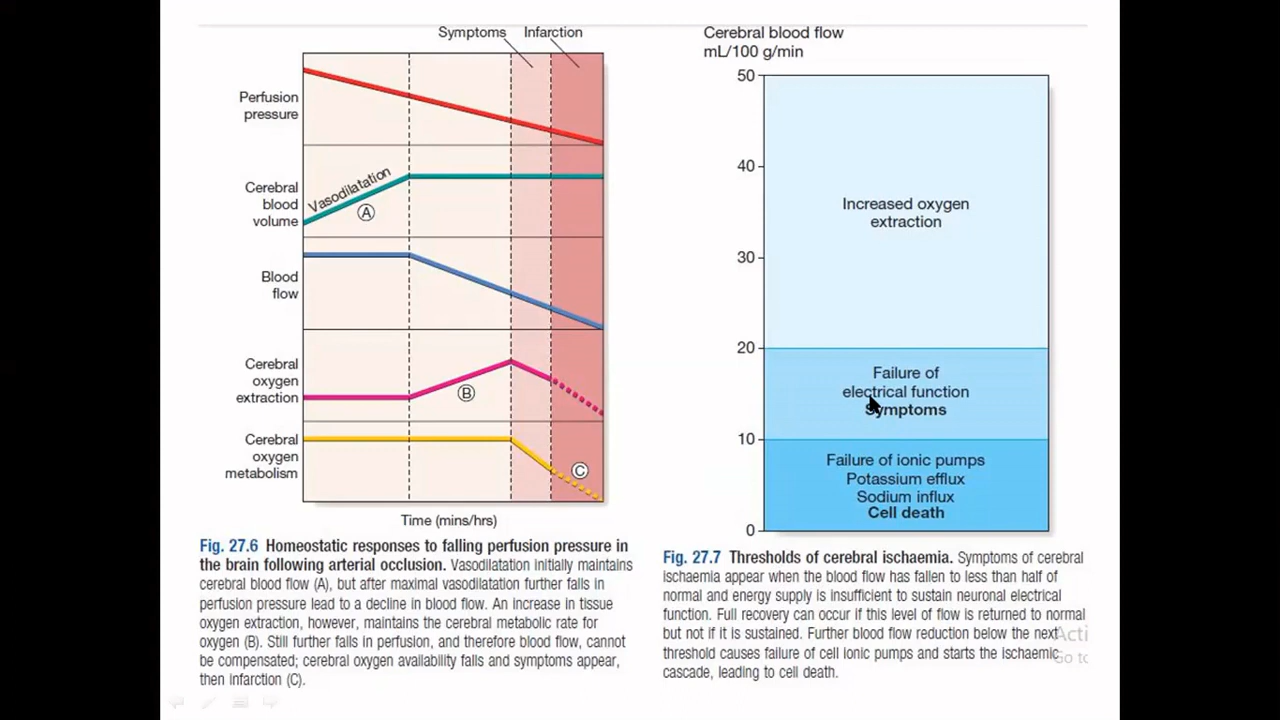 Symptoms Infarction
Perfusion
pressure
Cerebral
blood
volume
Vasodilatation
A
Blood
flow
Cerebral
oxygen
extraction
B
Cerebral
oxygen
metabolism
C
Time (mins/hrs)
Fig. 27.6 Homeostatic responses to falling perfusion pressure in
the brain following arterial occlusion. Vasodilatation initially maintains
cerebral blood flow (A), but after maximal vasodilatation further falls in
perfusion pressure lead to a decline in blood flow. An increase in tissue
oxygen extraction, however, maintains the cerebral metabolic rate for
oxygen (B). Still further falls in perfusion, and therefore blood flow, cannot
be compensated; cerebral oxygen availability falls and symptoms appear,
then infarction (C).
Cerebral blood flow
mL/100 g/min
50
40
Increased oxygen
extraction
30
20
Failure of
electrical function
Symptoms
10
Failure of ionic pumps
Potassium efflux
Sodium influx
Cell death
0
Fig. 27.7 Thresholds of cerebral ischaemia. Symptoms of cerebral
ischaemia appear when the blood flow has fallen to less than half of
normal and energy supply is insufficient to sustain neuronal electrical
function. Full recovery can occur if this level of flow is returned to normal
but not if it is sustained. Further blood flow reduction below the next
threshold causes failure of cell ionic pumps and starts the ischaemic
cascade, leading to cell death.
Acti
Go to